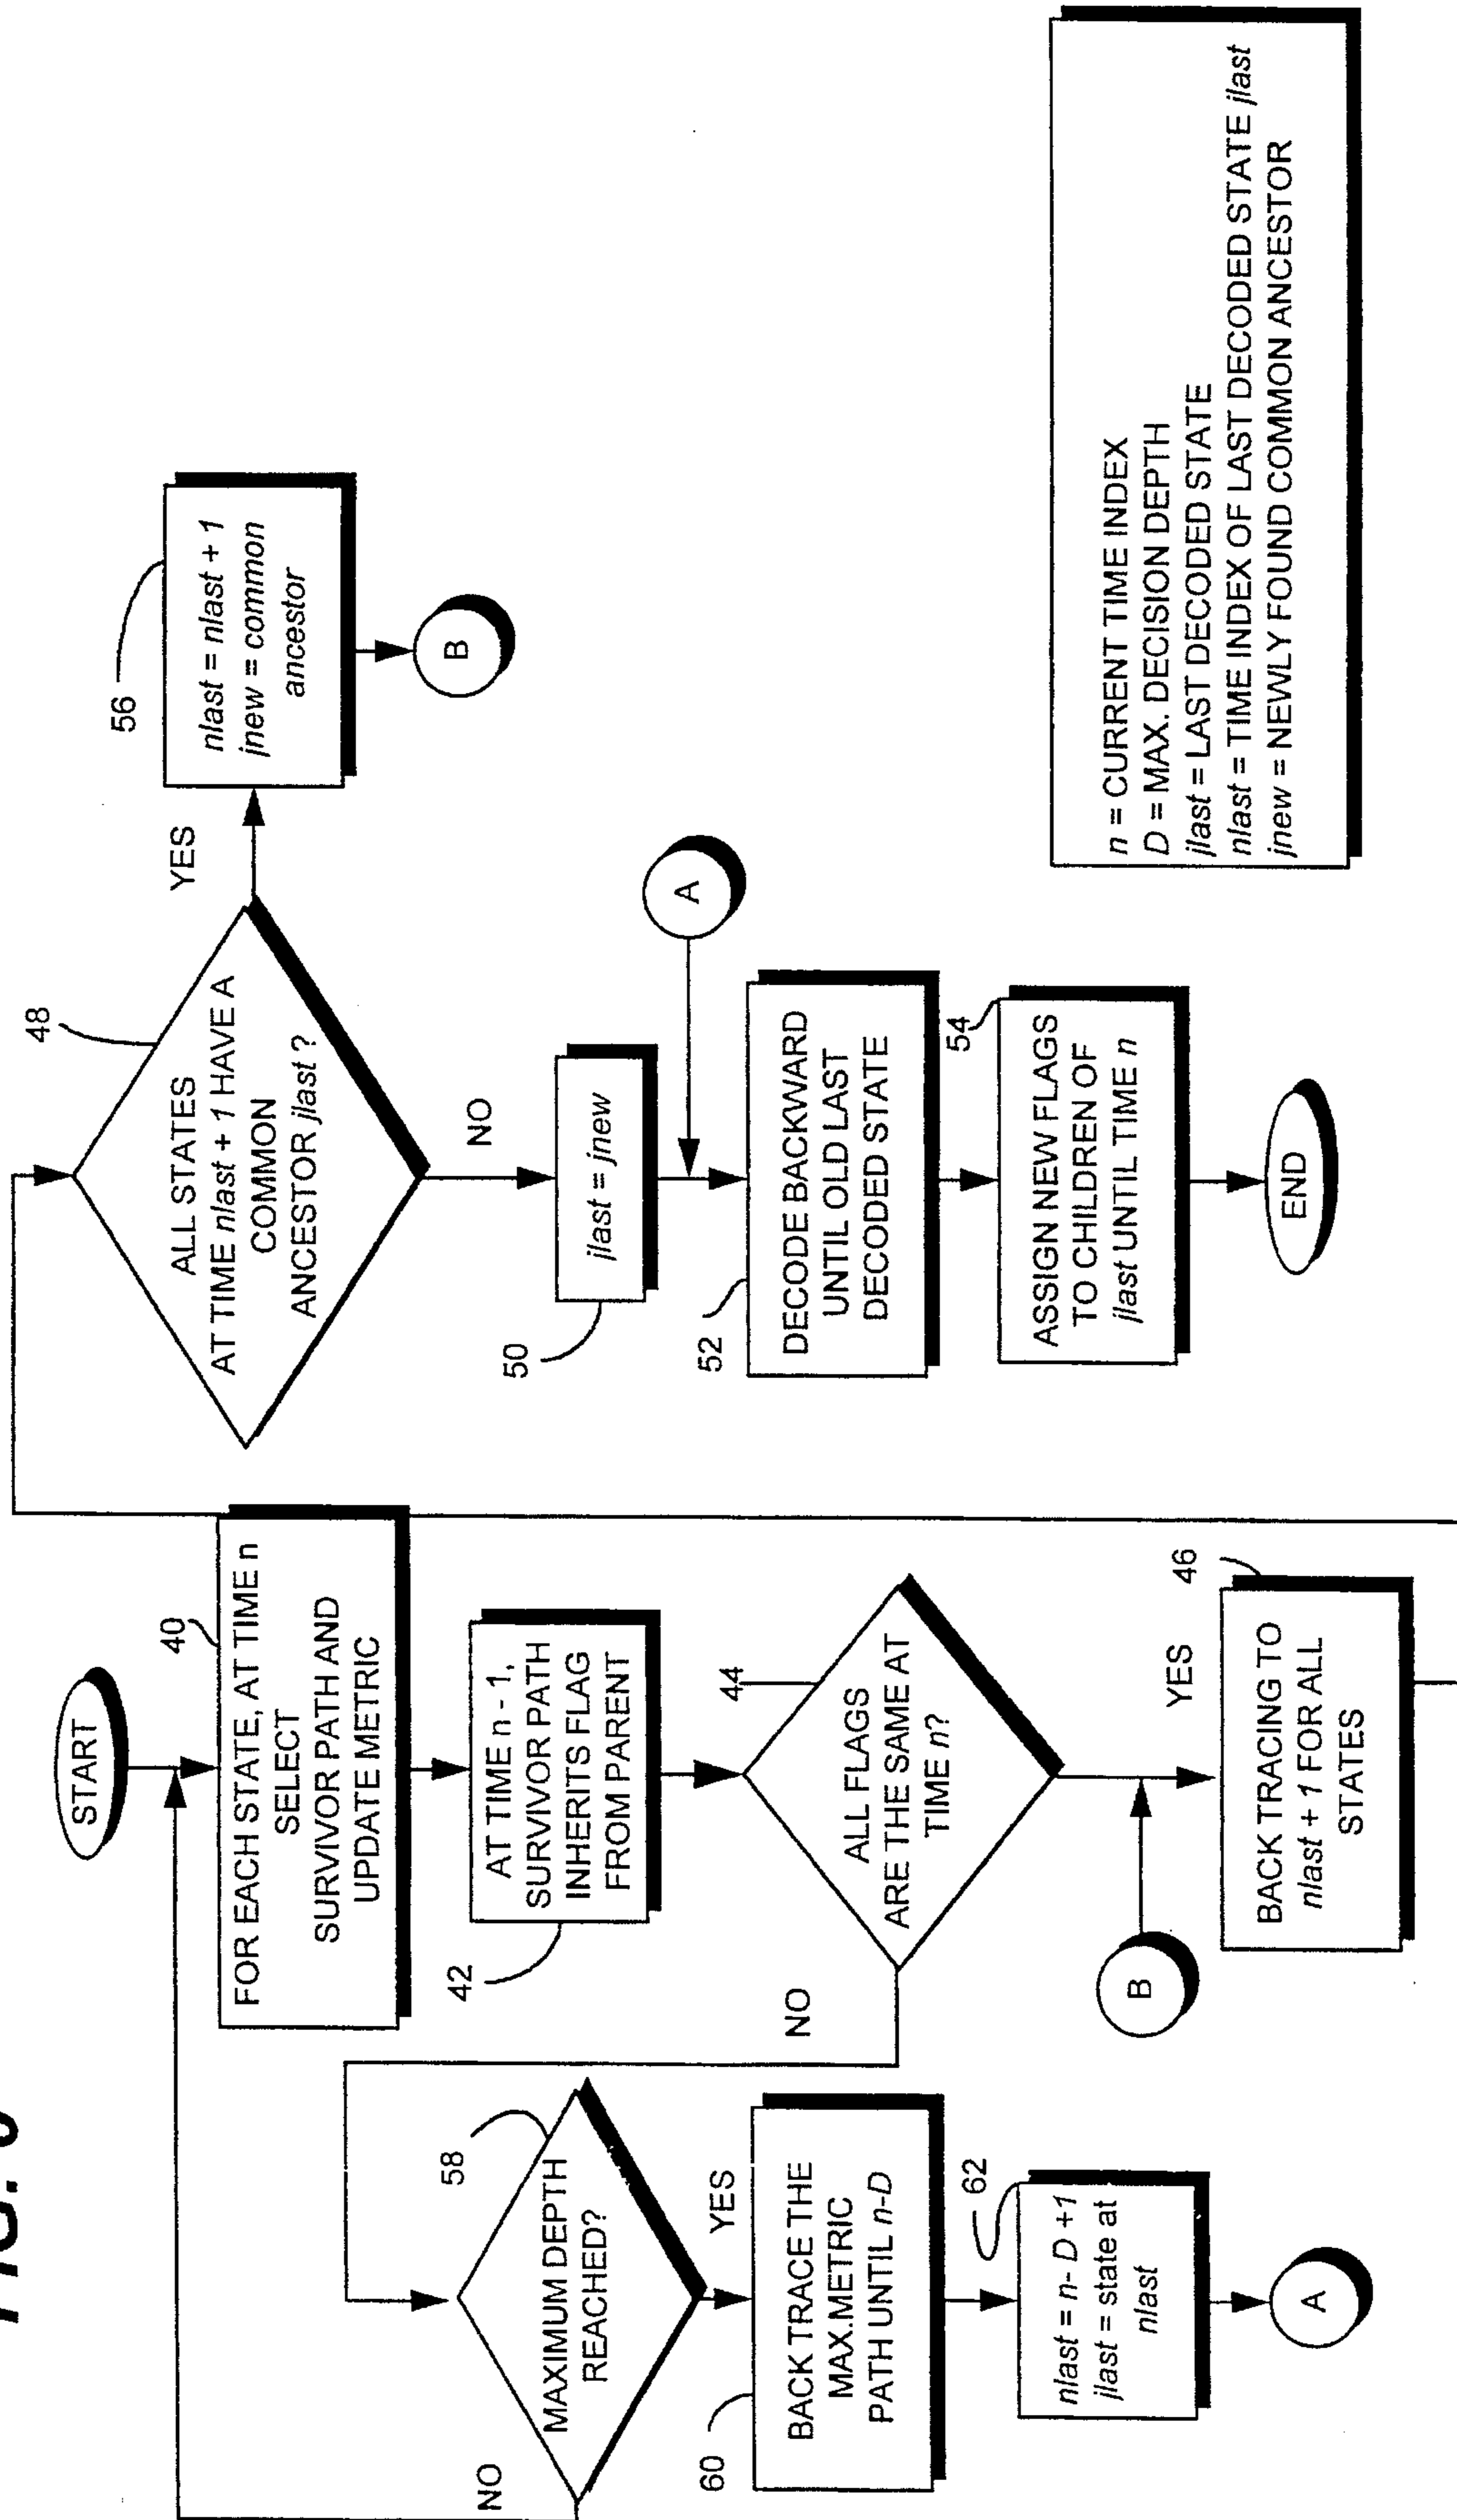 START
40
FOR EACH STATE, AT TIME n
SELECT
SURVIVOR PATH AND
UPDATE METRIC
42
AT TIME n - 1,
SURVIVOR PATH
INHERITS FLAG
FROM PARENT
44
ALL FLAGS
ARE THE SAME AT
TIME n?
NO
YES
B
46
BACK TRACING TO
nlast + 1 FOR ALL
STATES
58
MAXIMUM DEPTH
REACHED?
NO
YES
60
BACK TRACE THE
MAX.METRIC
PATH UNTIL n-D
62
nlast = n- D +1
jlast = state at
nlast
A
48
ALL STATES
AT TIME nlast + 1 HAVE A
COMMON
ANCESTOR jlast ?
YES
NO
56
nlast = nlast + 1
jnew = common
ancestor
B
50
jlast = jnew
A
52
DECODE BACKWARD
UNTIL OLD LAST
DECODED STATE
54
ASSIGN NEW FLAGS
TO CHILDREN OF
jlast UNTIL TIME n
END
n = CURRENT TIME INDEX
D = MAX. DECISION DEPTH
jlast = LAST DECODED STATE
nlast = TIME INDEX OF LAST DECODED STATE jlast
jnew = NEWLY FOUND COMMON ANCESTOR